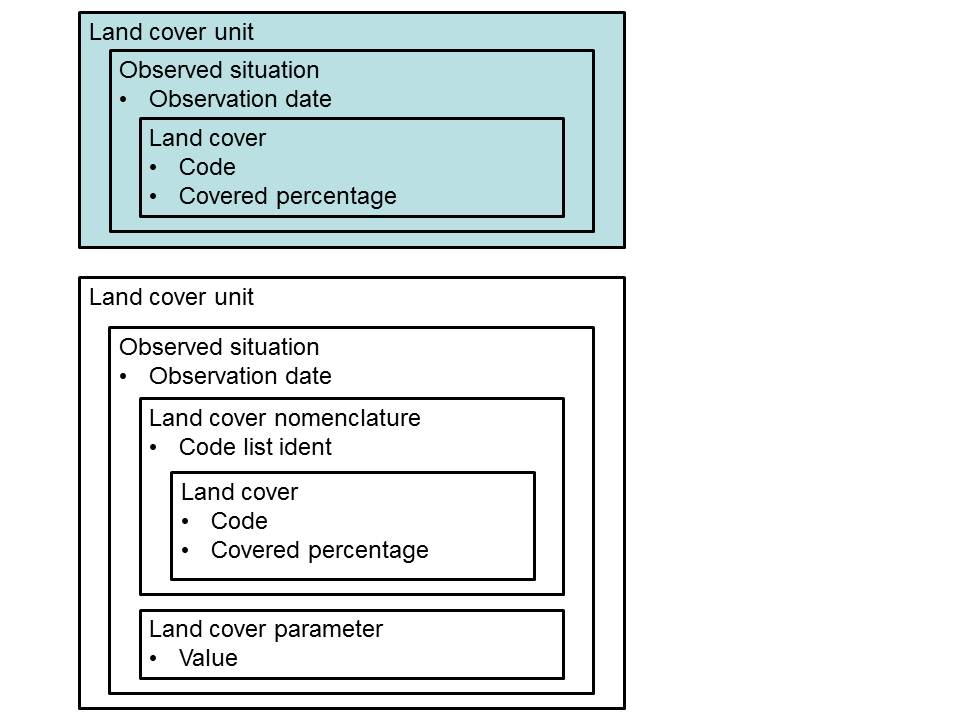 Land cover unit
Observed situation
• Observation date
Land cover
• Code
• Covered percentage
Land cover unit
Observed situation
• Observation date
Land cover nomenclature
• Code list ident
Land cover
• Code
• Covered percentage
Land cover parameter
• Value